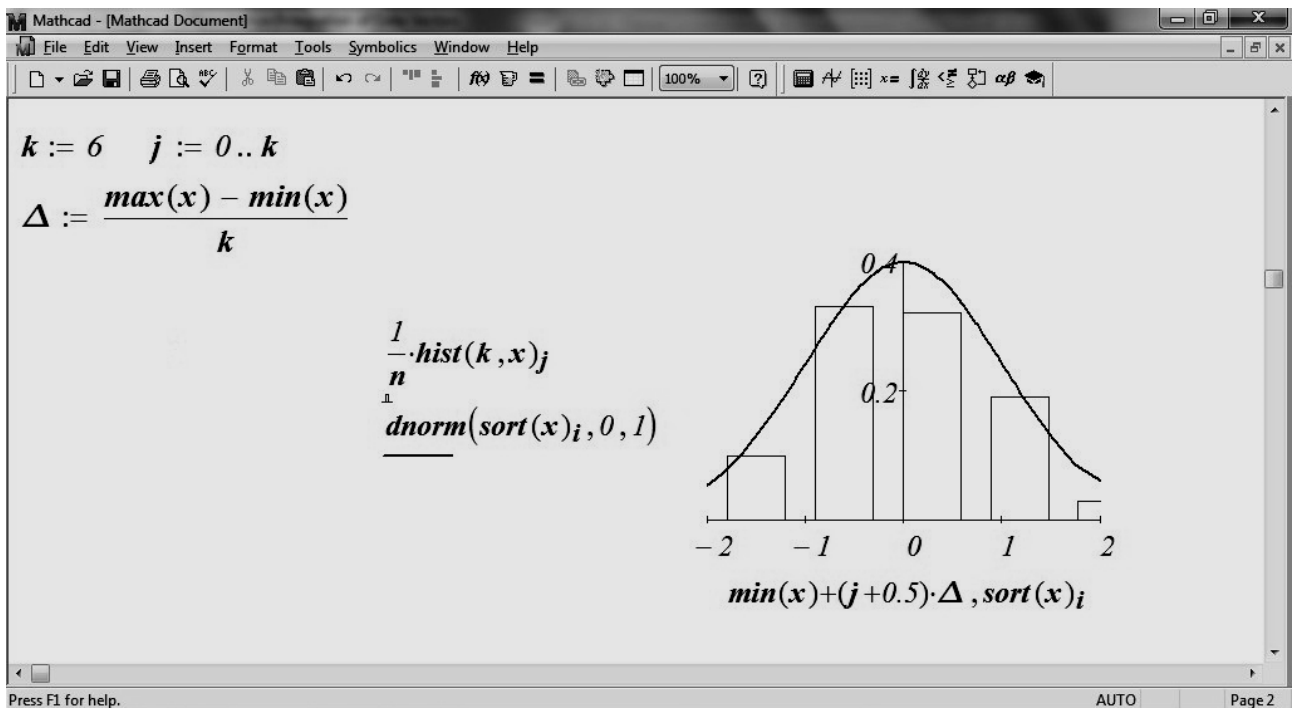 Mathcad - [Mathcad Document]
File Edit View Insert Format Tools Symbolics Window Help
100%
k := 6 j := 0 .. k
Δ := max(x) − min(x) / k
1/n · hist(k, x)j
dnorm(sort(x)i, 0, 1)
0.4
0.2
−2 −1 0 1 2
min(x)+(j+0.5)·Δ, sort(x)i
Press F1 for help. AUTO Page 2